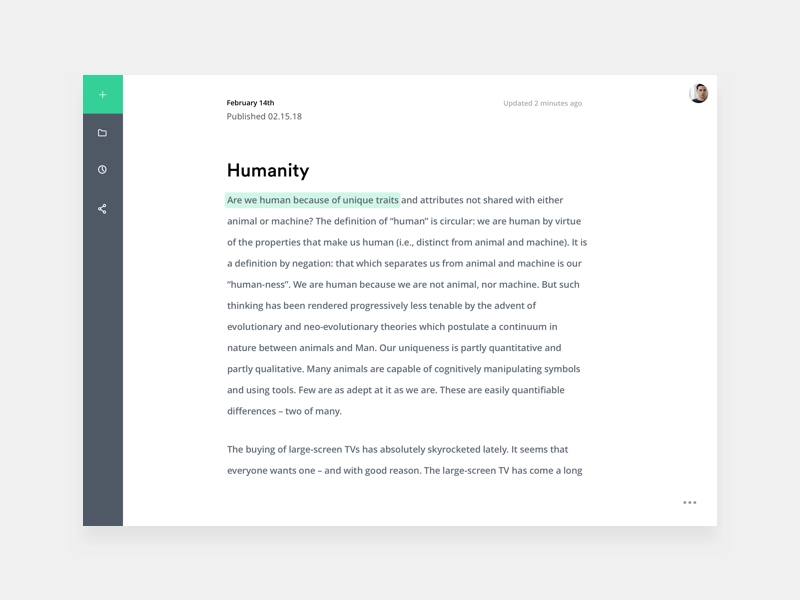 February 14th
Updated 2 minutes ago
Published 02.15.18
Humanity
Are we human because of unique traits and attributes not shared with either
animal or machine? The definition of “human” is circular: we are human by virtue
of the properties that make us human (i.e., distinct from animal and machine). It is
a definition by negation: that which separates us from animal and machine is our
“human-ness”. We are human because we are not animal, nor machine. But such
thinking has been rendered progressively less tenable by the advent of
evolutionary and neo-evolutionary theories which postulate a continuum in
nature between animals and Man. Our uniqueness is partly quantitative and
partly qualitative. Many animals are capable of cognitively manipulating symbols
and using tools. Few are as adept at it as we are. These are easily quantifiable
differences – two of many.
The buying of large-screen TVs has absolutely skyrocketed lately. It seems that
everyone wants one – and with good reason. The large-screen TV has come a long